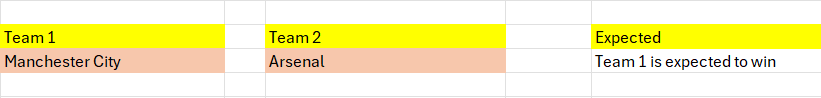 Team 1 Team 2 Expected
Manchester City Arsenal Team 1 is expected to win